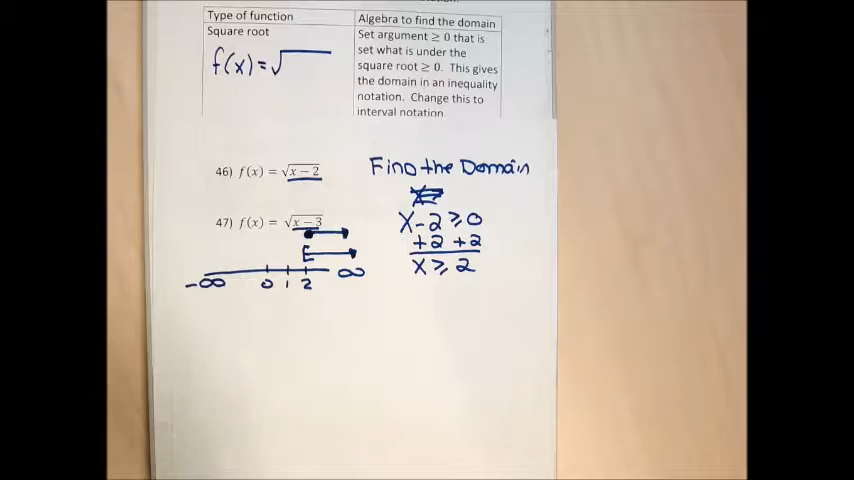 Type of function
Algebra to find the domain
Square root
Set argument ≥ 0 that is
set what is under the
square root ≥ 0. This gives
the domain in an inequality
notation. Change this to
interval notation
f(x) = √
46) f(x) = √x − 2
Find the Domain
x - 2 ≥ 0
+2 +2
x ≥ 2
47) f(x) = √x − 3
[
-∞ 0 1 2 ∞